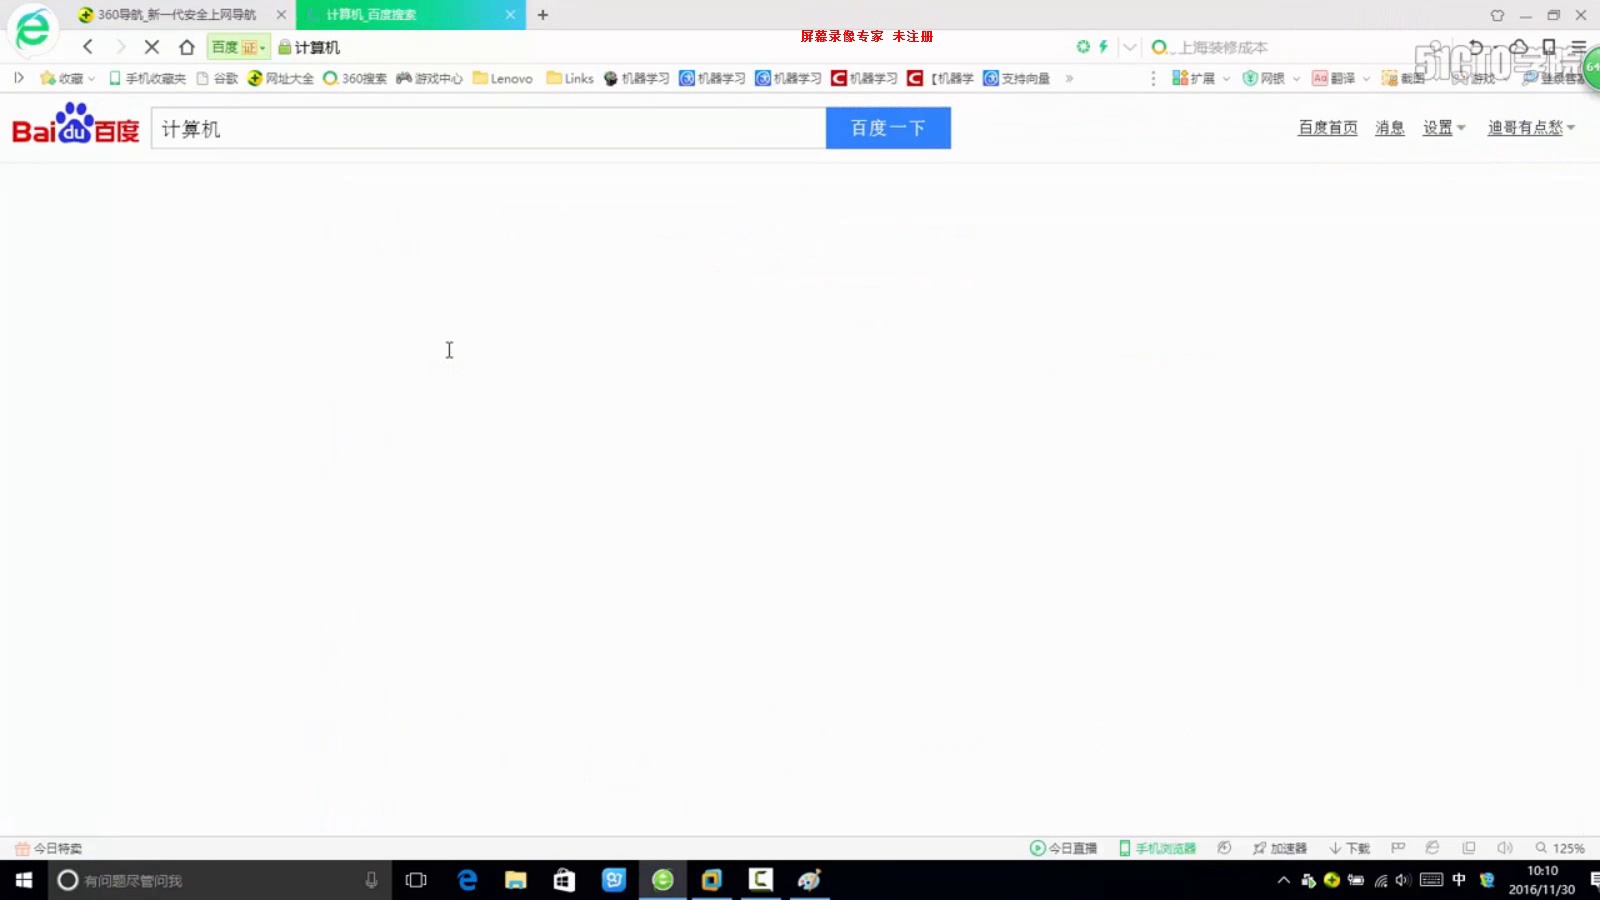 360导航_新一代安全上网导航
计算机_百度搜索
屏幕录像专家 未注册
百度 证
计算机
上海装修成本
51CTO学院
收藏
手机收藏夹
谷歌
网址大全
360搜索
游戏中心
Lenovo
Links
机器学习
机器学习
机器学习
机器学习
【机器学
支持向量
»
扩展
网银
翻译
截图
游戏
64
Bai du 百度
计算机
百度一下
百度首页
消息
设置
迪哥有点愁
今日特卖
今日直播
手机浏览器
加速器
下载
125%
有问题尽管问我
中
10:10
2016/11/30